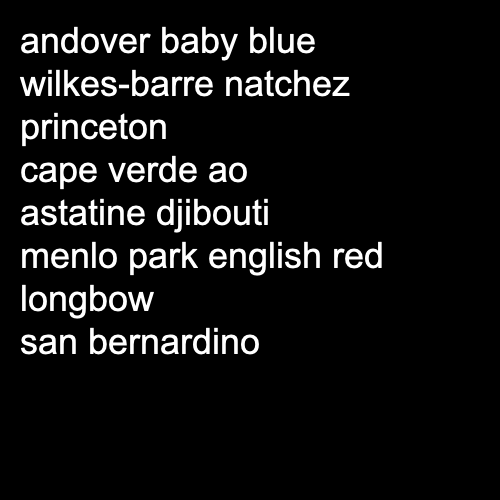 andover baby blue
wilkes-barre natchez
princeton
cape verde ao
astatine djibouti
menlo park english red
longbow
san bernardino